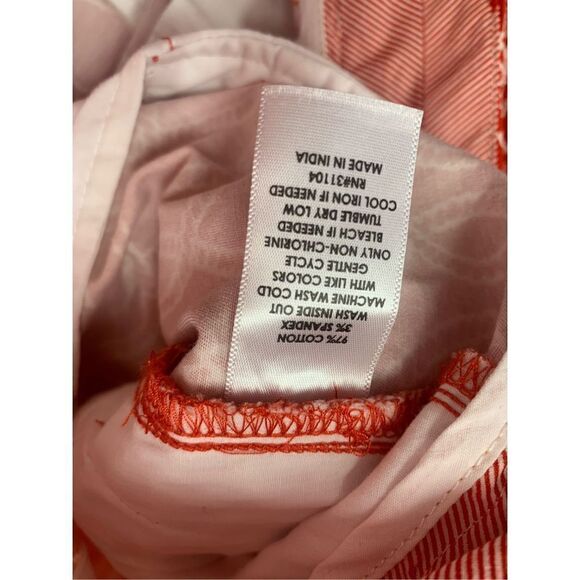 97% COTTON
3% SPANDEX
WASH INSIDE OUT
MACHINE WASH COLD
WITH LIKE COLORS
GENTLE CYCLE
ONLY NON-CHLORINE
BLEACH IF NEEDED
TUMBLE DRY LOW
COOL IRON IF NEEDED
RN#31104
MADE IN INDIA